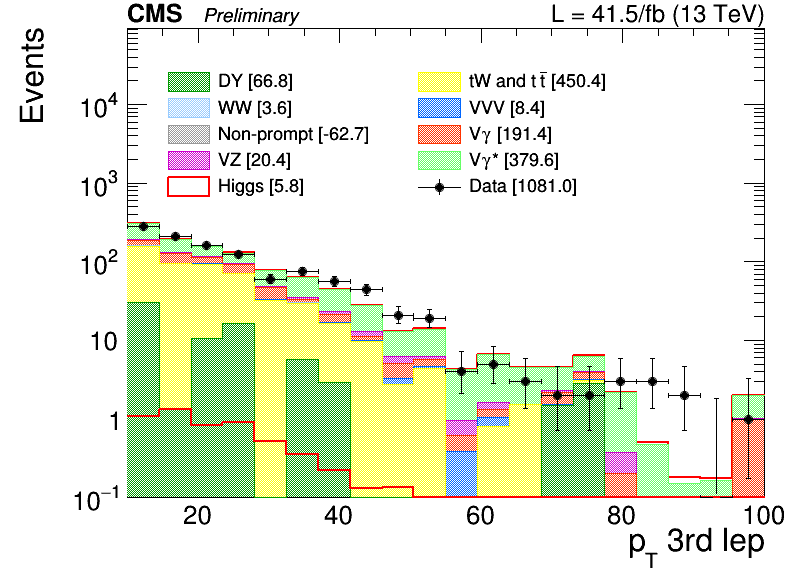 CMS Preliminary L = 41.5/fb (13 TeV)
Events
DY [66.8]
WW [3.6]
Non-prompt [-62.7]
VZ [20.4]
Higgs [5.8]
tW and tt̅ [450.4]
VVV [8.4]
Vγ [191.4]
Vγ* [379.6]
Data [1081.0]
10⁴
10³
10²
10
1
10⁻¹
20 40 60 80 100
p_T 3rd lep